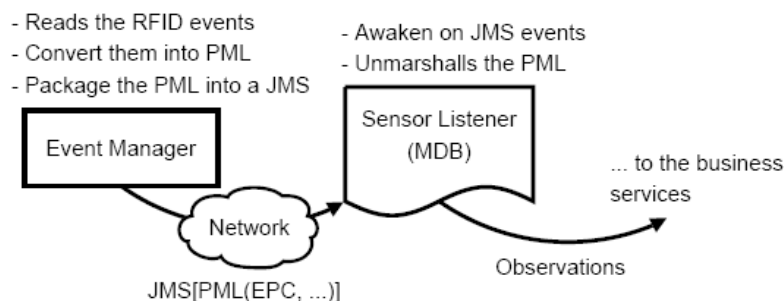 - Reads the RFID events
- Convert them into PML
- Package the PML into a JMS
- Awaken on JMS events
- Unmarshalls the PML
Event Manager
Sensor Listener
(MDB)
... to the business
services
Network
Observations
JMS[PML(EPC, ...)]